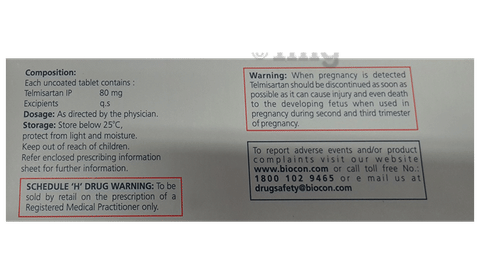 Composition:
Each uncoated tablet contains :
Telmisartan IP 80 mg
Excipients q.s
Dosage: As directed by the physician.
Storage: Store below 25°C,
protect from light and moisture.
Keep out of reach of children.
Refer enclosed prescribing information
sheet for further information.
SCHEDULE 'H' DRUG WARNING: To be
sold by retail on the prescription of a
Registered Medical Practitioner only.
Warning: When pregnancy is detected
Telmisartan should be discontinued as soon as
possible as it can cause injury and even death
to the developing fetus when used in
pregnancy during second and third trimester
of pregnancy.
To report adverse events and/or product
complaints visit our website
www.biocon.com or call toll free No.:
1800 102 9465 or e mail us at
drugsafety@biocon.com